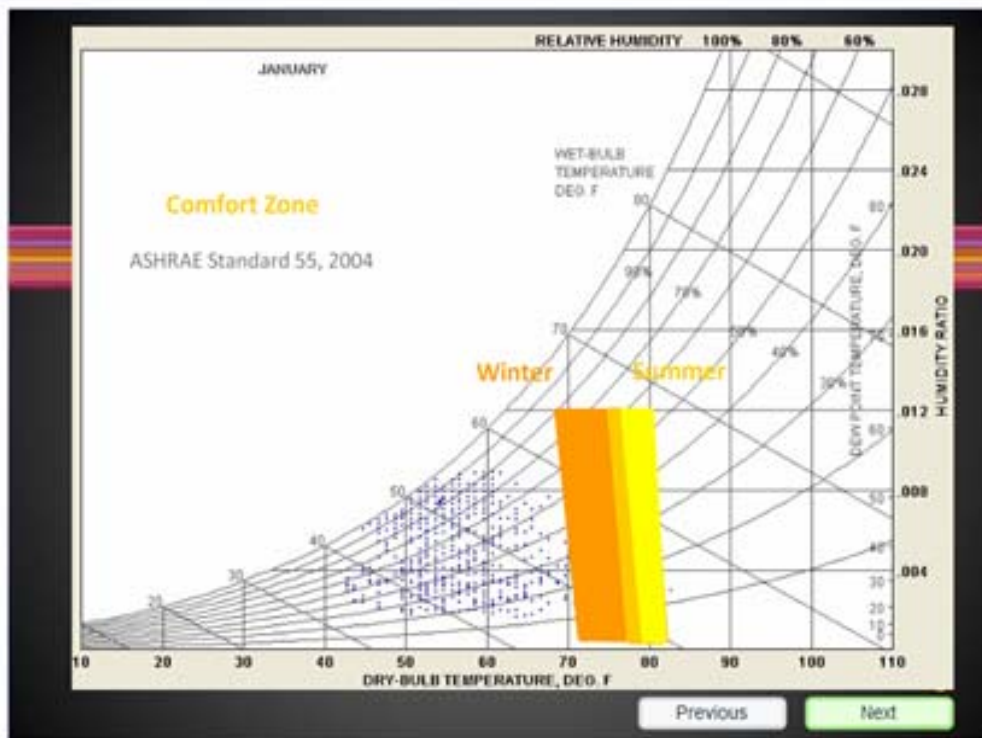 RELATIVE HUMIDITY 100% 80% 60%
JANUARY
.028
WET-BULB
TEMPERATURE
DEG. F
.024
Comfort Zone
80
60
ASHRAE Standard 55, 2004
.020
90%
70%
DEW POINT TEMPERATURE, DEG. F
HUMIDITY RATIO
70
50%
.016
40%
Winter
Summer
30%
.012
60
60
50
.008
50
40
40
30
.004
30
20
20
10
10 20 30 40 50 60 70 80 90 100 110
DRY-BULB TEMPERATURE, DEG. F
Previous
Next